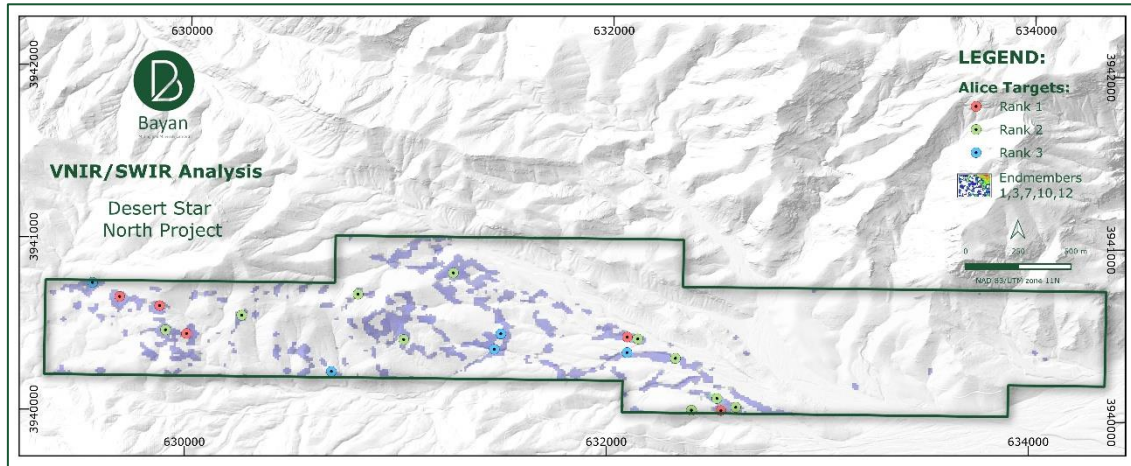 630000
632000
634000
3942000
3942000
LEGEND:
Alice Targets:
Rank 1
Rank 2
Rank 3
Endmembers
1,3,7,10,12
B
Bayan
VNIR/SWIR Analysis
Desert Star
North Project
0
250
500 m
NAD 83/UTM zone 11N
3941000
3941000
3940000
3940000
630000
632000
634000